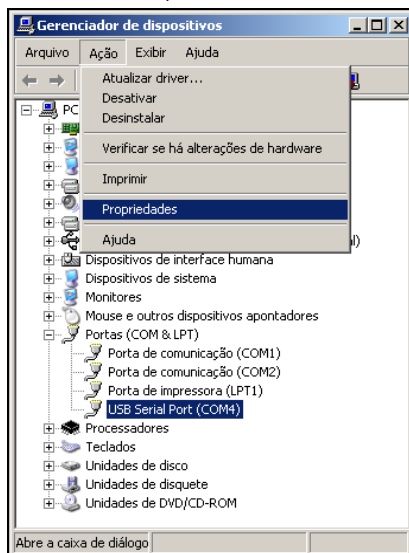 Gerenciador de dispositivos
Arquivo Ação Exibir Ajuda
Atualizar driver...
Desativar
Desinstalar
Verificar se há alterações de hardware
Imprimir
Propriedades
Ajuda
PC
Dispositivos de interface humana
Dispositivos de sistema
Monitores
Mouse e outros dispositivos apontadores
Portas (COM & LPT)
Porta de comunicação (COM1)
Porta de comunicação (COM2)
Porta de impressora (LPT1)
USB Serial Port (COM4)
Processadores
Teclados
Unidades de disco
Unidades de disquete
Unidades de DVD/CD-ROM
Abre a caixa de diálogo